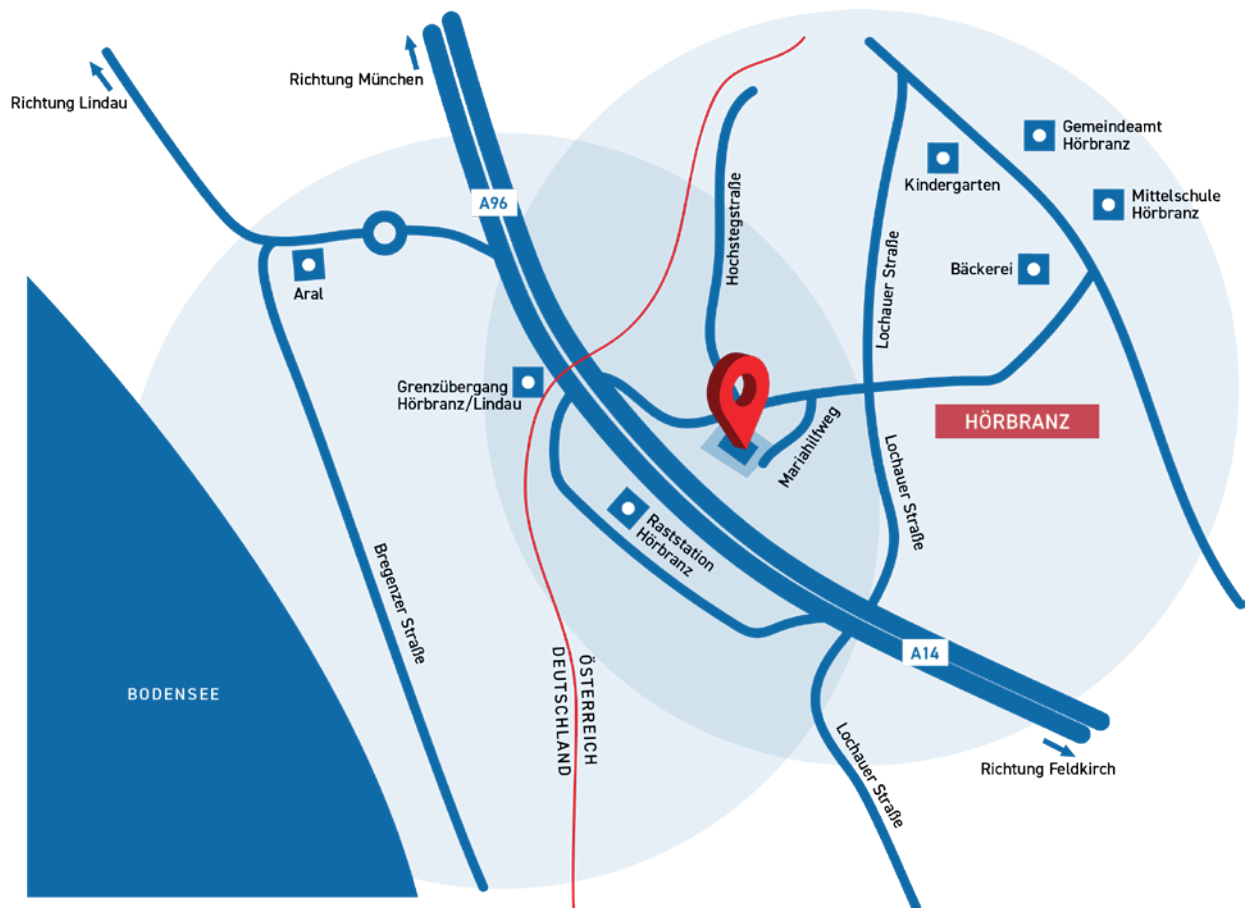 Richtung Lindau
Richtung München
A96
Aral
Grenzübergang
Hörbranz/Lindau
Hochstegstraße
Lochauer Straße
Kindergarten
Gemeindeamt
Hörbranz
Mittelschule
Hörbranz
Bäckerei
HÖRBRANZ
Mariahilfweg
Lochauer Straße
Raststation
Hörbranz
Bregenzer Straße
BODENSEE
ÖSTERREICH
DEUTSCHLAND
A14
Lochauer Straße
Richtung Feldkirch